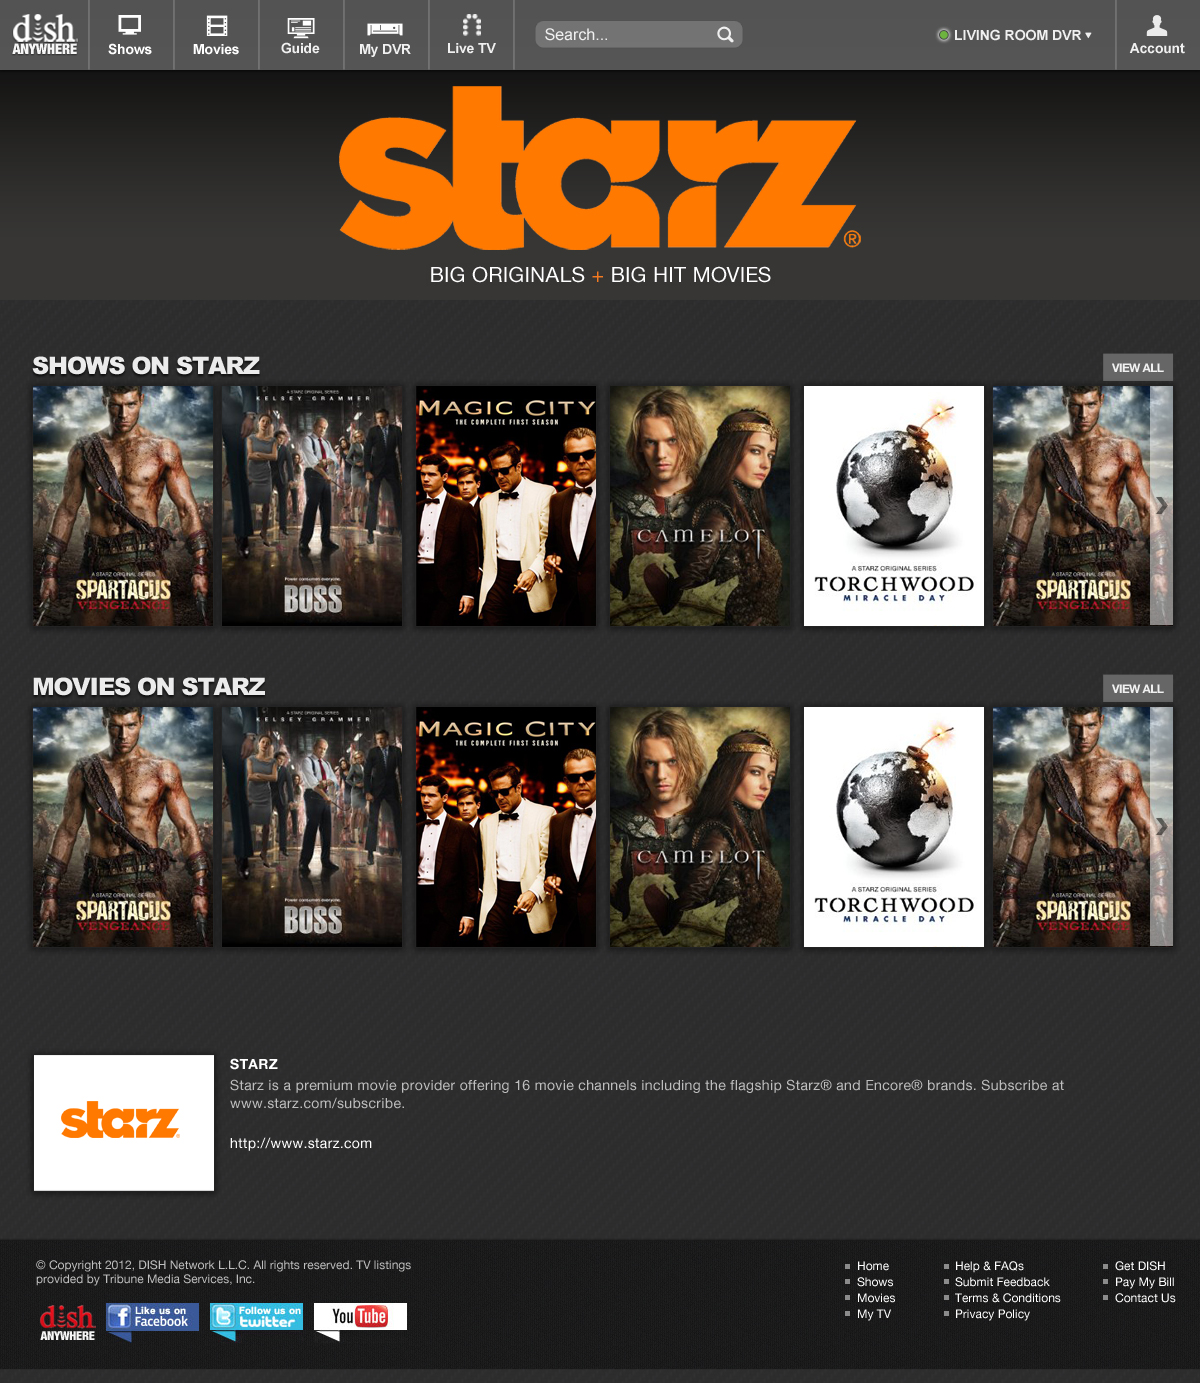 dish
ANYWHERE
Shows
Movies
Guide
My DVR
Live TV
Search...
LIVING ROOM DVR
Account
starz®
BIG ORIGINALS + BIG HIT MOVIES
SHOWS ON STARZ
VIEW ALL
A STARZ ORIGINAL SERIES
SPARTACUS
VENGEANCE
A STARZ ORIGINAL SERIES
KELSEY GRAMMER
Power consumes everyone.
BOSS
MAGIC CITY
THE COMPLETE FIRST SEASON
CAMELOT
A STARZ ORIGINAL SERIES
TORCHWOOD
MIRACLE DAY
A STARZ ORIGINAL SERIES
SPARTACUS
VENGEANCE
MOVIES ON STARZ
VIEW ALL
A STARZ ORIGINAL SERIES
SPARTACUS
VENGEANCE
A STARZ ORIGINAL SERIES
KELSEY GRAMMER
Power consumes everyone.
BOSS
MAGIC CITY
THE COMPLETE FIRST SEASON
CAMELOT
A STARZ ORIGINAL SERIES
TORCHWOOD
MIRACLE DAY
A STARZ ORIGINAL SERIES
SPARTACUS
VENGEANCE
starz
STARZ
Starz is a premium movie provider offering 16 movie channels including the flagship Starz® and Encore® brands. Subscribe at
www.starz.com/subscribe.
http://www.starz.com
© Copyright 2012, DISH Network L.L.C. All rights reserved. TV listings
provided by Tribune Media Services, Inc.
dish
ANYWHERE
Like us on
Facebook
Follow us on
twitter
YouTube
Home
Shows
Movies
My TV
Help & FAQs
Submit Feedback
Terms & Conditions
Privacy Policy
Get DISH
Pay My Bill
Contact Us